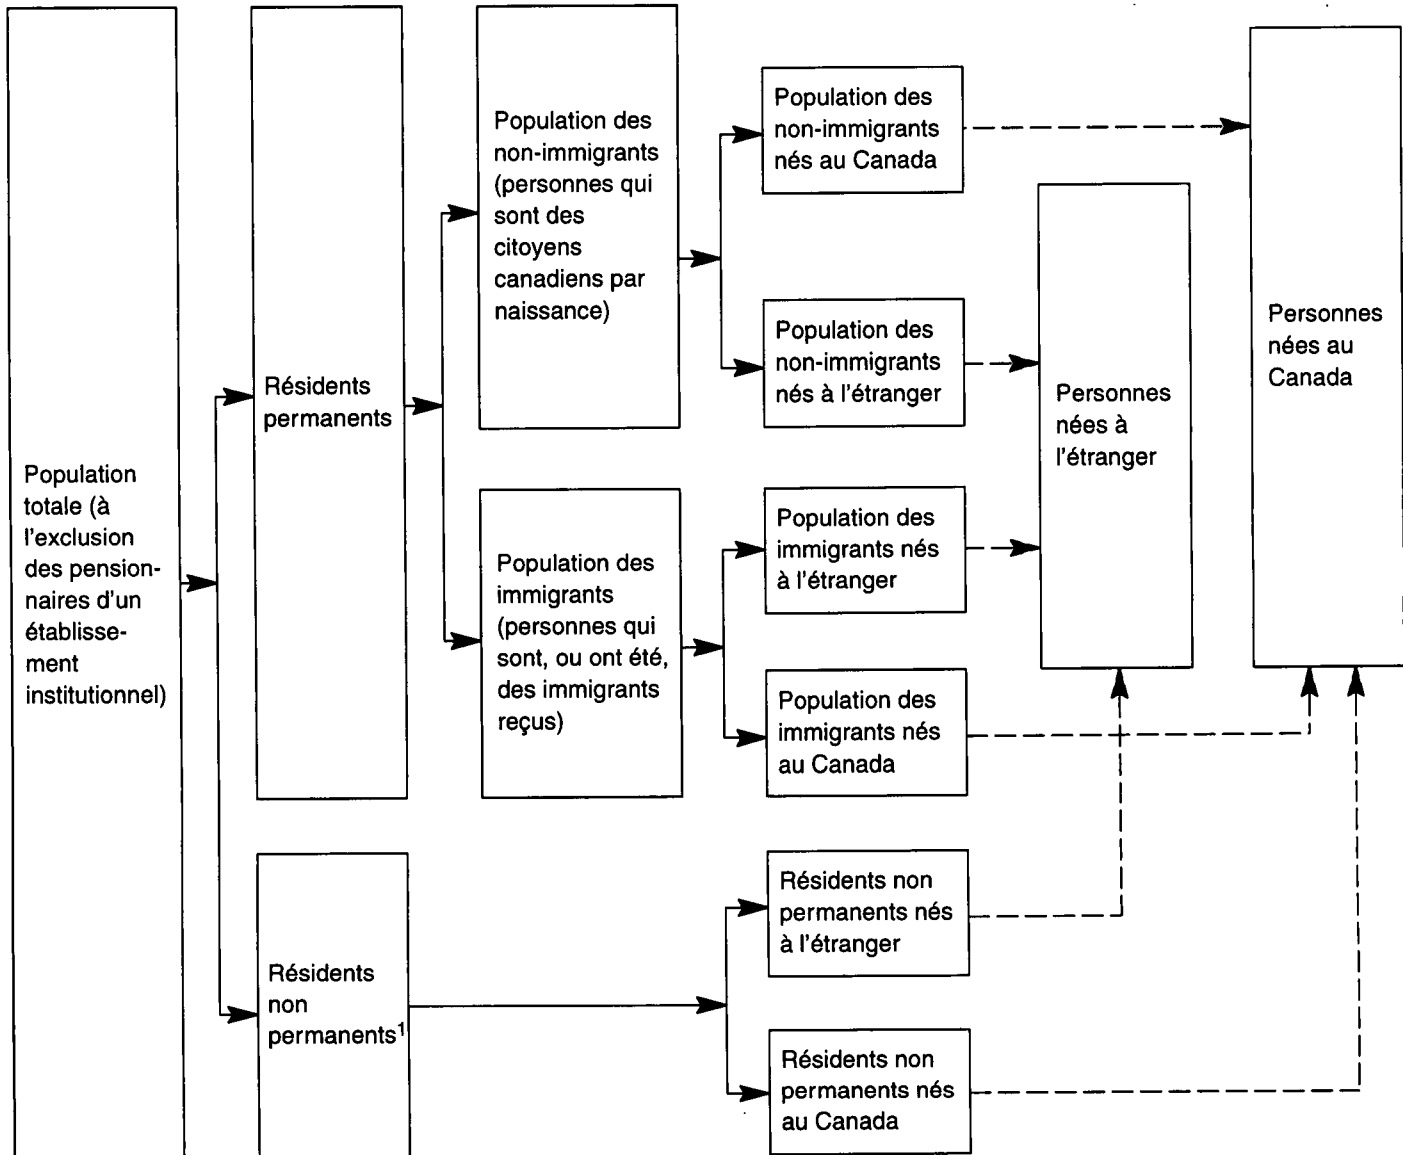 Population
totale (à
l'exclusion
des pension-
naires d'un
établisse-
ment
institutionnel)
Résidents
permanents
Résidents
non
permanents1
Population des
non-immigrants
(personnes qui
sont des
citoyens
canadiens par
naissance)
Population des
immigrants
(personnes qui
sont, ou ont été,
des immigrants
reçus)
Population des
non-immigrants
nés au Canada
Population des
non-immigrants
nés à l'étranger
Population des
immigrants nés
à l'étranger
Population des
immigrants nés
au Canada
Résidents non
permanents nés
à l'étranger
Résidents non
permanents nés
au Canada
Personnes
nées à
l'étranger
Personnes
nées au
Canada